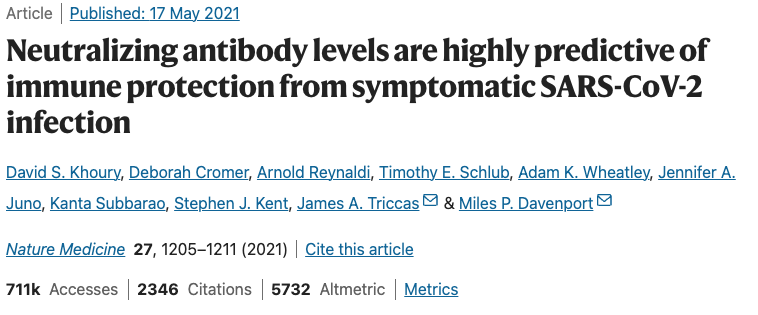 Article | Published: 17 May 2021
Neutralizing antibody levels are highly predictive of
immune protection from symptomatic SARS-CoV-2
infection
David S. Khoury, Deborah Cromer, Arnold Reynaldi, Timothy E. Schlub, Adam K. Wheatley, Jennifer A.
Juno, Kanta Subbarao, Stephen J. Kent, James A. Triccas & Miles P. Davenport
Nature Medicine 27, 1205–1211 (2021) | Cite this article
711k Accesses | 2346 Citations | 5732 Altmetric | Metrics